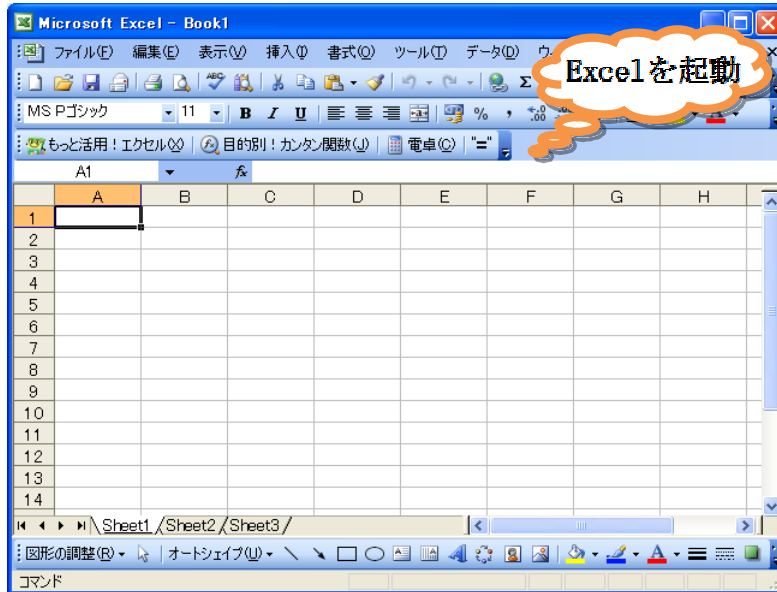 Microsoft Excel - Book1
ファイル(F) 編集(E) 表示(V) 挿入(I) 書式(O) ツール(T) データ(D)
Excelを起動
MS Pゴシック 11 B I U % ,
もっと活用！エクセル(X) 目的別！カンタン関数(J) 電卓(C) "="
A1 fx
A B C D E F G H
1
2
3
4
5
6
7
8
9
10
11
12
13
14
Sheet1 Sheet2 Sheet3
図形の調整(R) オートシェイプ(U)
コマンド